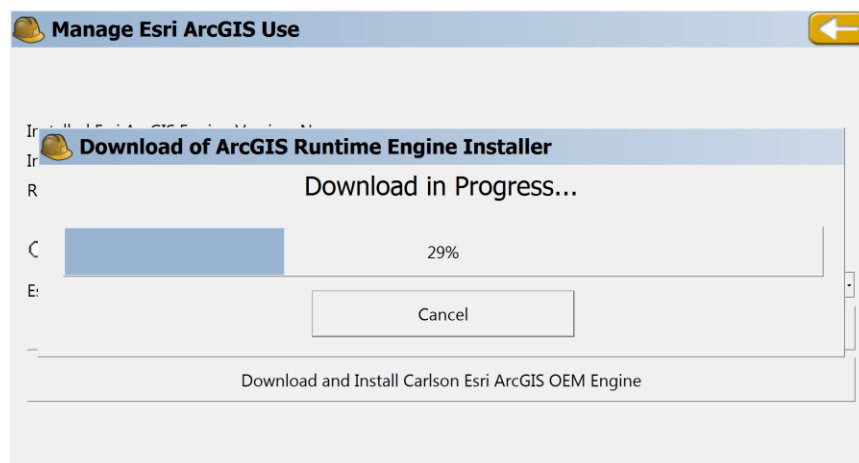 Manage Esri ArcGIS Use
Download of ArcGIS Runtime Engine Installer
Download in Progress...
29%
Cancel
Download and Install Carlson Esri ArcGIS OEM Engine